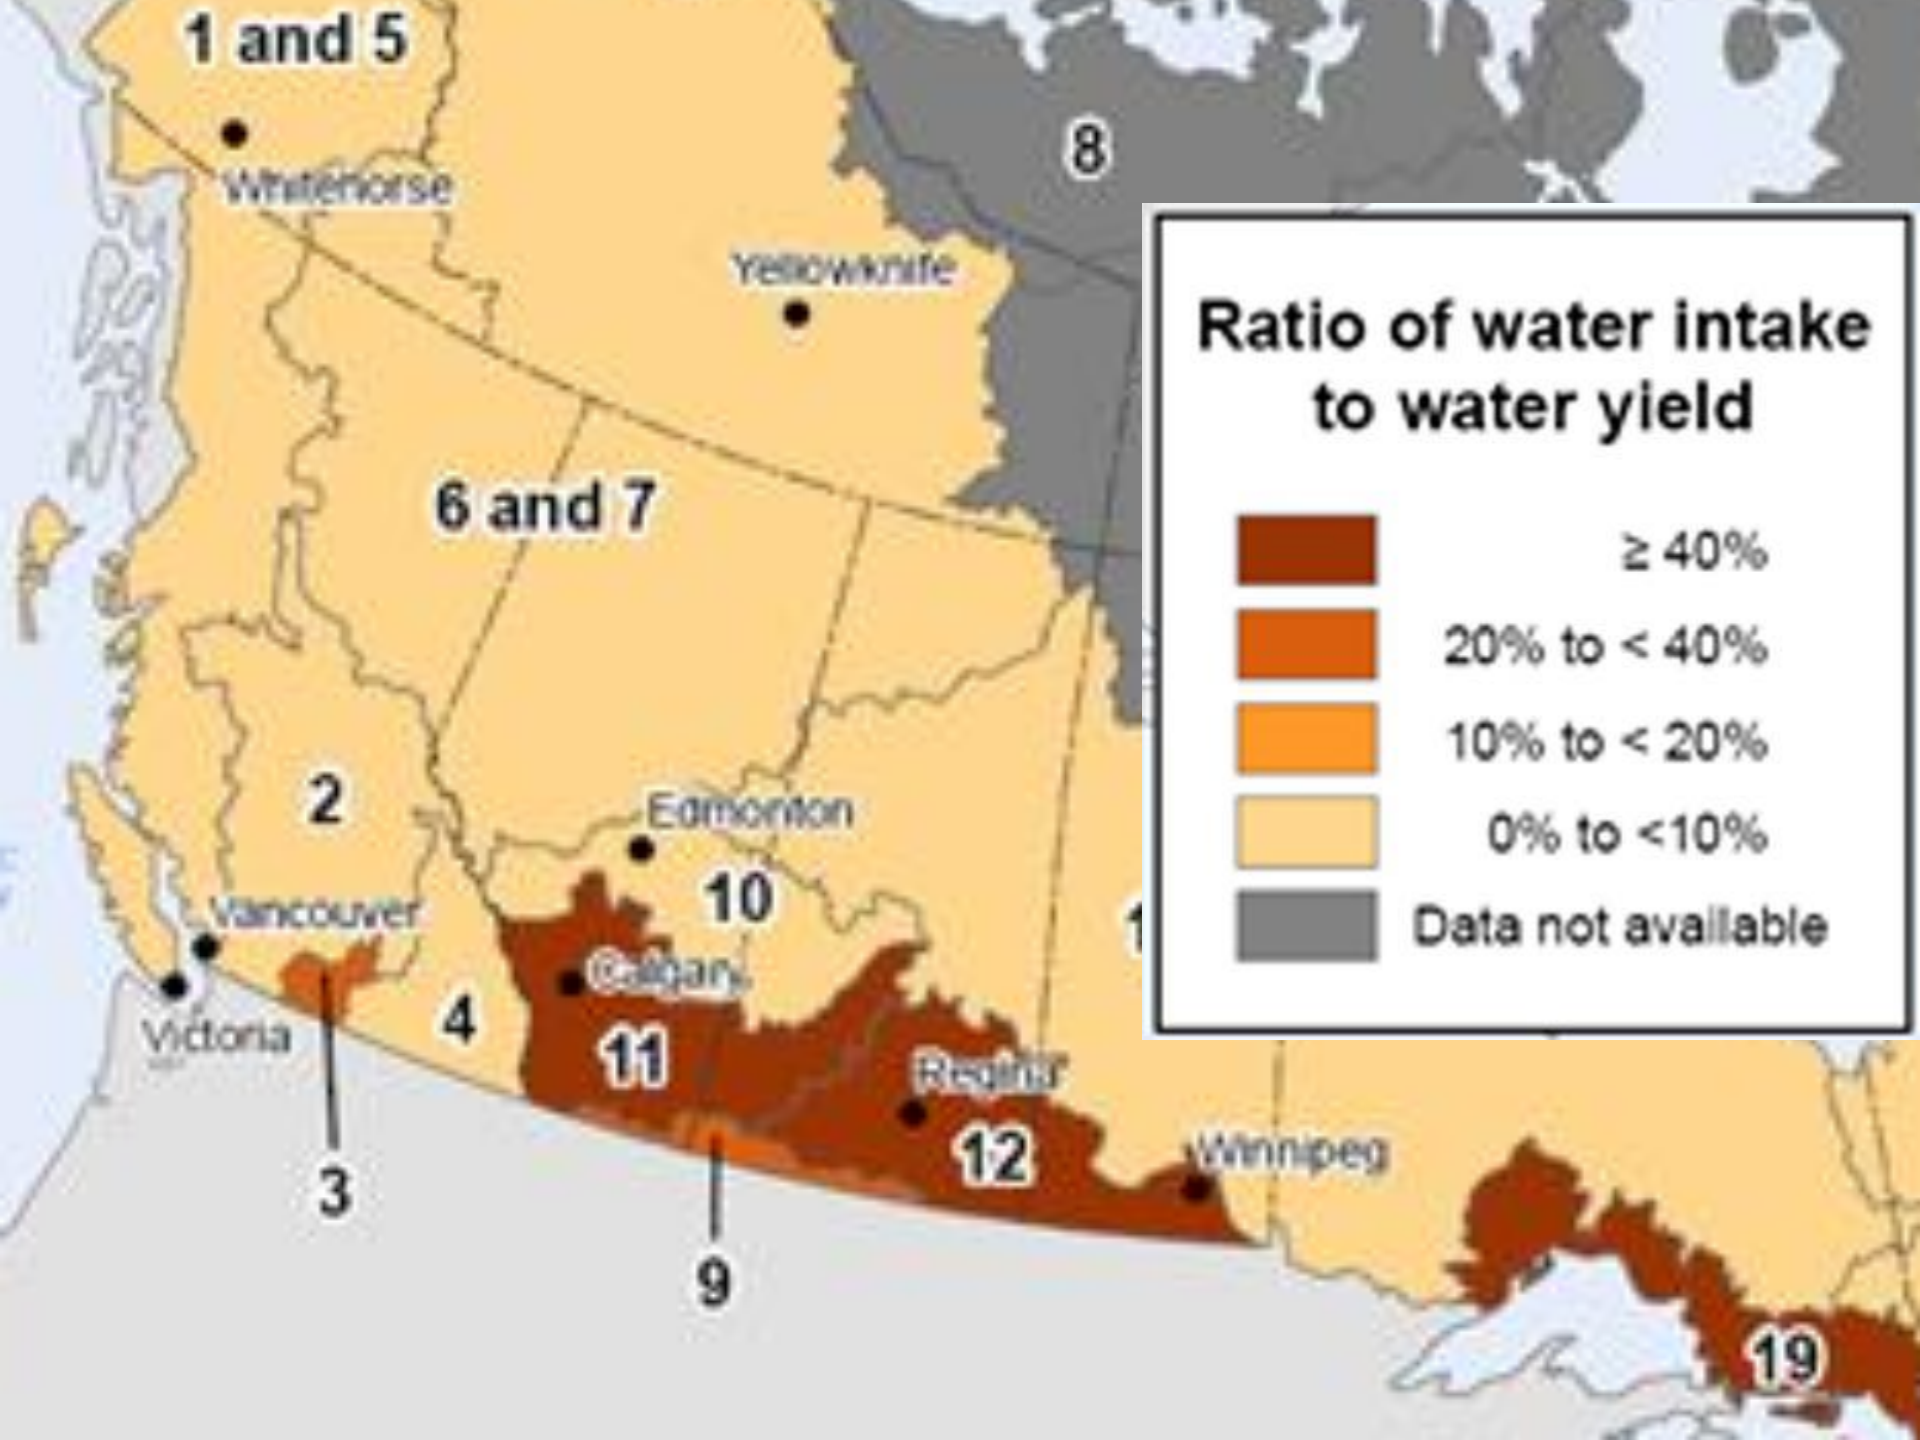 1 and 5
Whitehorse
8
Yellowknife
Ratio of water intake
to water yield
≥ 40%
20% to < 40%
10% to < 20%
0% to <10%
Data not available
6 and 7
2
Edmonton
10
Vancouver
Calgary
4
Victoria
11
Regina
12
Winnipeg
3
9
19